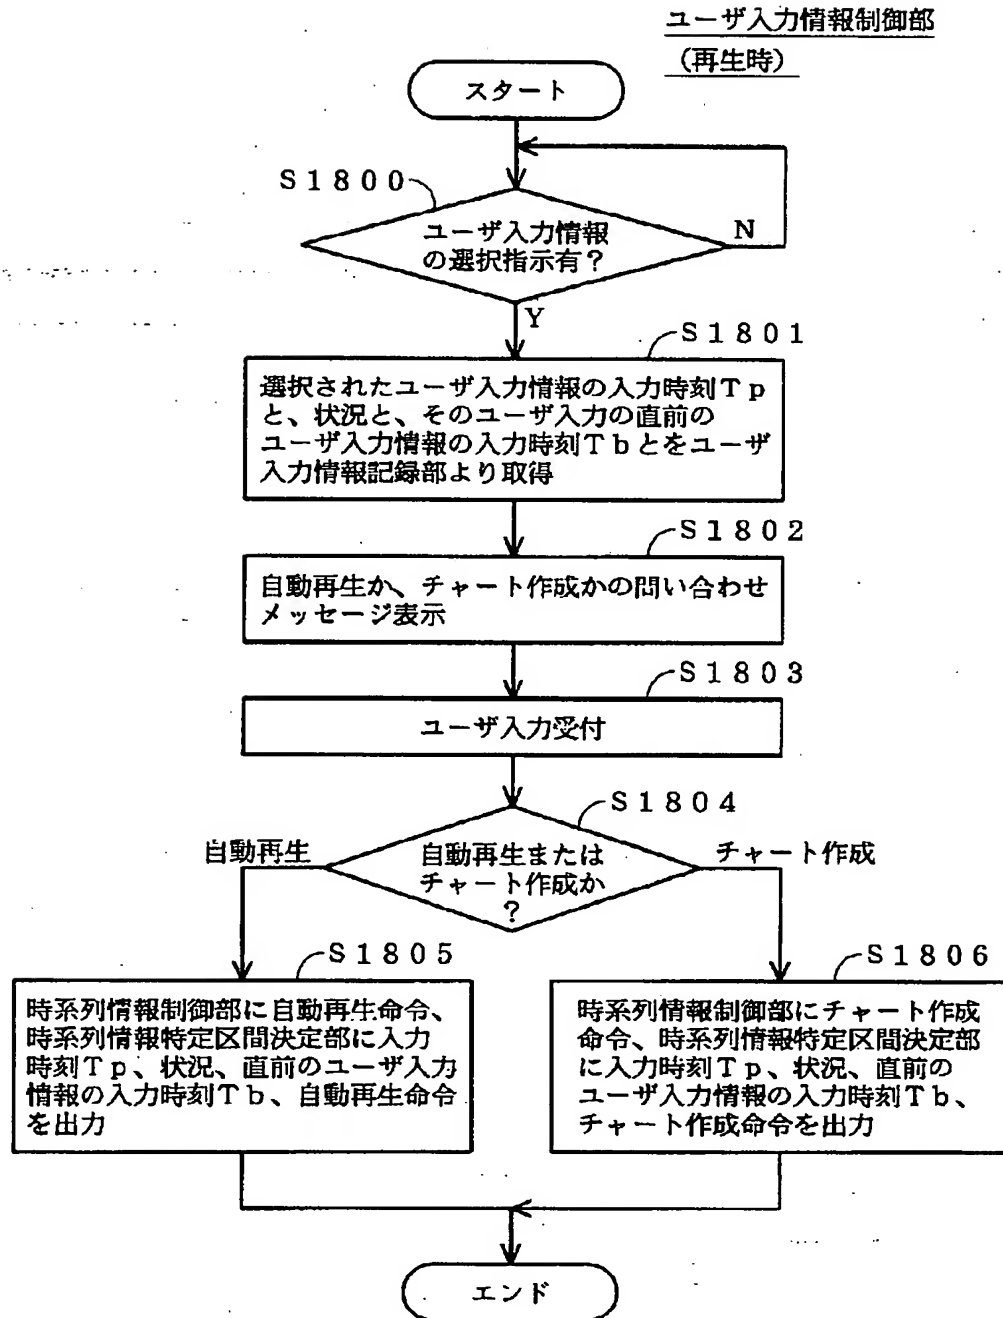 ユーザ入力情報制御部
(再生時)
スタート
S1800
ユーザ入力情報
の選択指示有?
N
Y
S1801
選択されたユーザ入力情報の入力時刻Tp
と、状況と、そのユーザ入力の直前の
ユーザ入力情報の入力時刻Tbとをユーザ
入力情報記録部より取得
S1802
自動再生か、チャート作成かの問い合わせ
メッセージ表示
S1803
ユーザ入力受付
S1804
自動再生
自動再生または
チャート作成か
?
チャート作成
S1805
時系列情報制御部に自動再生命令、
時系列情報特定区間決定部に入力
時刻Tp、状況、直前のユーザ入力
情報の入力時刻Tb、自動再生命令
を出力
S1806
時系列情報制御部にチャート作成
命令、時系列情報特定区間決定部
に入力時刻Tp、状況、直前の
ユーザ入力情報の入力時刻Tb、
チャート作成命令を出力
エンド